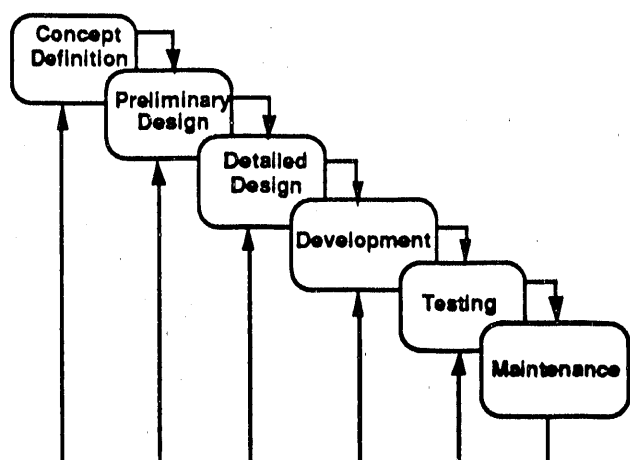 Concept
Definition
Preliminary
Design
Detailed
Design
Development
Testing
Maintenance